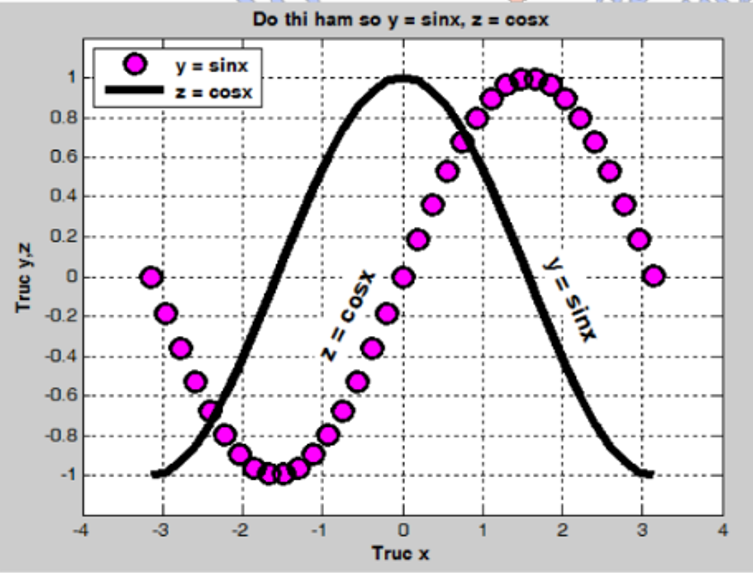 Do thi ham so y = sinx, z = cosx
y = sinx
z = cosx
1
0.8
0.6
0.4
0.2
0
-0.2
-0.4
-0.6
-0.8
-1
Truc y,z
z = cosx
y = sinx
-4 -3 -2 -1 0 1 2 3 4
Truc x